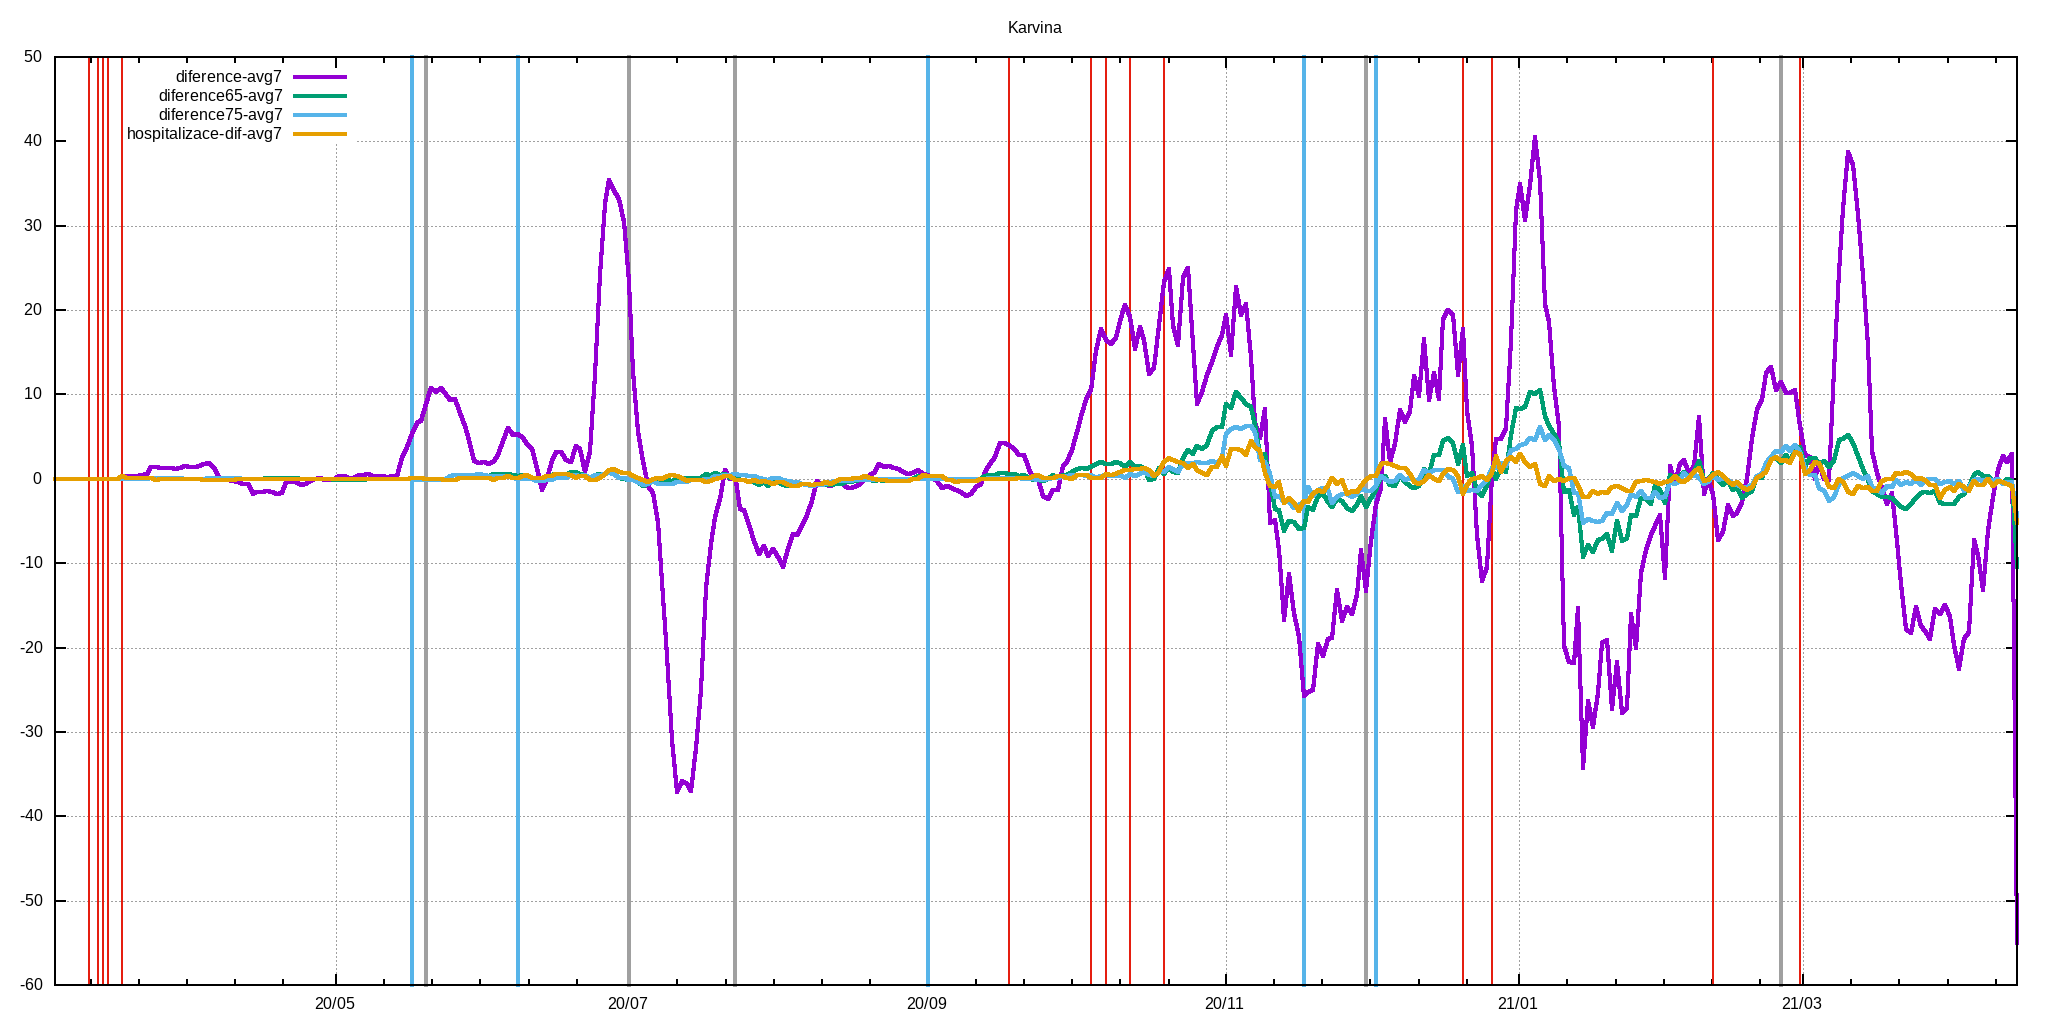 Karvina
50
diference-avg7
diference65-avg7
diference75-avg7
hospitalizace-dif-avg7
40
30
20
10
0
-10
-20
-30
-40
-50
-60
20/05 20/07 20/09 20/11 21/01 21/03